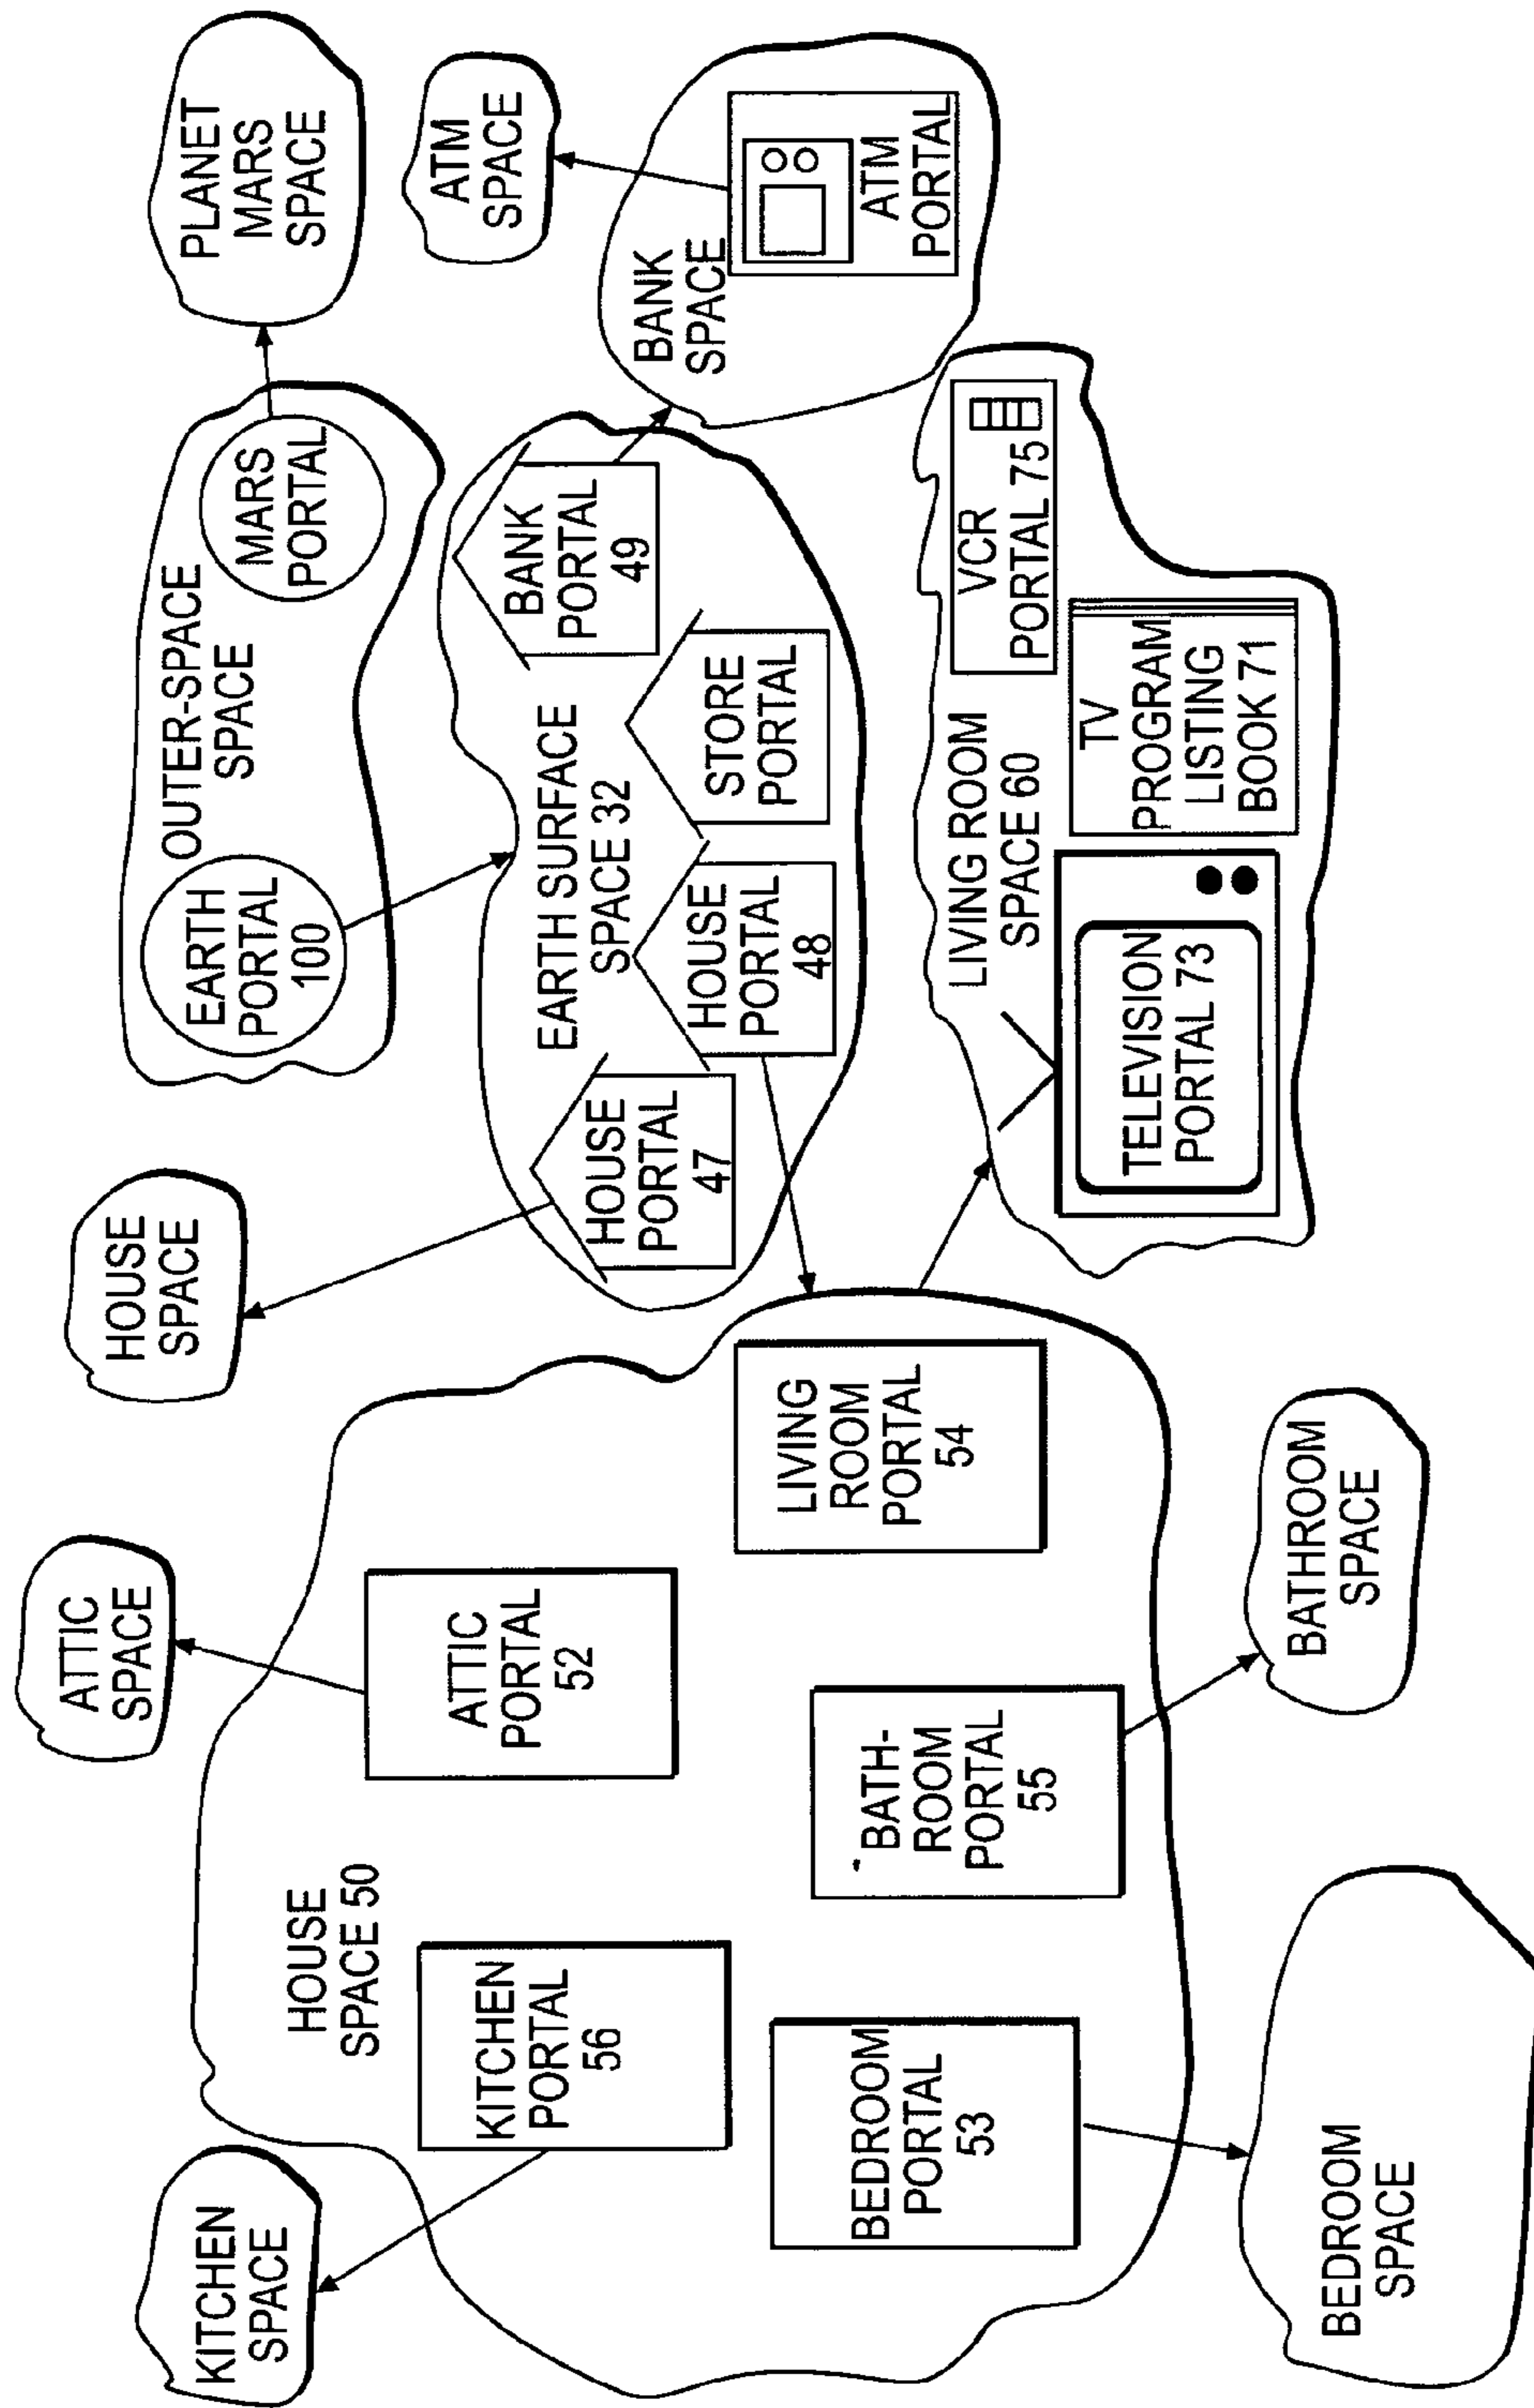 KITCHEN
SPACE
ATTIC
SPACE
HOUSE
SPACE
OUTER-SPACE
SPACE
EARTH
PORTAL
100
MARS
PORTAL
PLANET
MARS
SPACE
HOUSE
SPACE 50
KITCHEN
PORTAL
56
ATTIC
PORTAL
52
BEDROOM
PORTAL
53
BATH-
ROOM
PORTAL
55
LIVING
ROOM
PORTAL
54
EARTH SURFACE
SPACE 32
HOUSE
PORTAL
47
HOUSE
PORTAL
48
STORE
PORTAL
BANK
PORTAL
49
ATM
SPACE
BANK
SPACE
ATM
PORTAL
BEDROOM
SPACE
BATHROOM
SPACE
LIVING ROOM
SPACE 60
TELEVISION
PORTAL 73
TV
PROGRAM
LISTING
BOOK 71
VCR
PORTAL 75